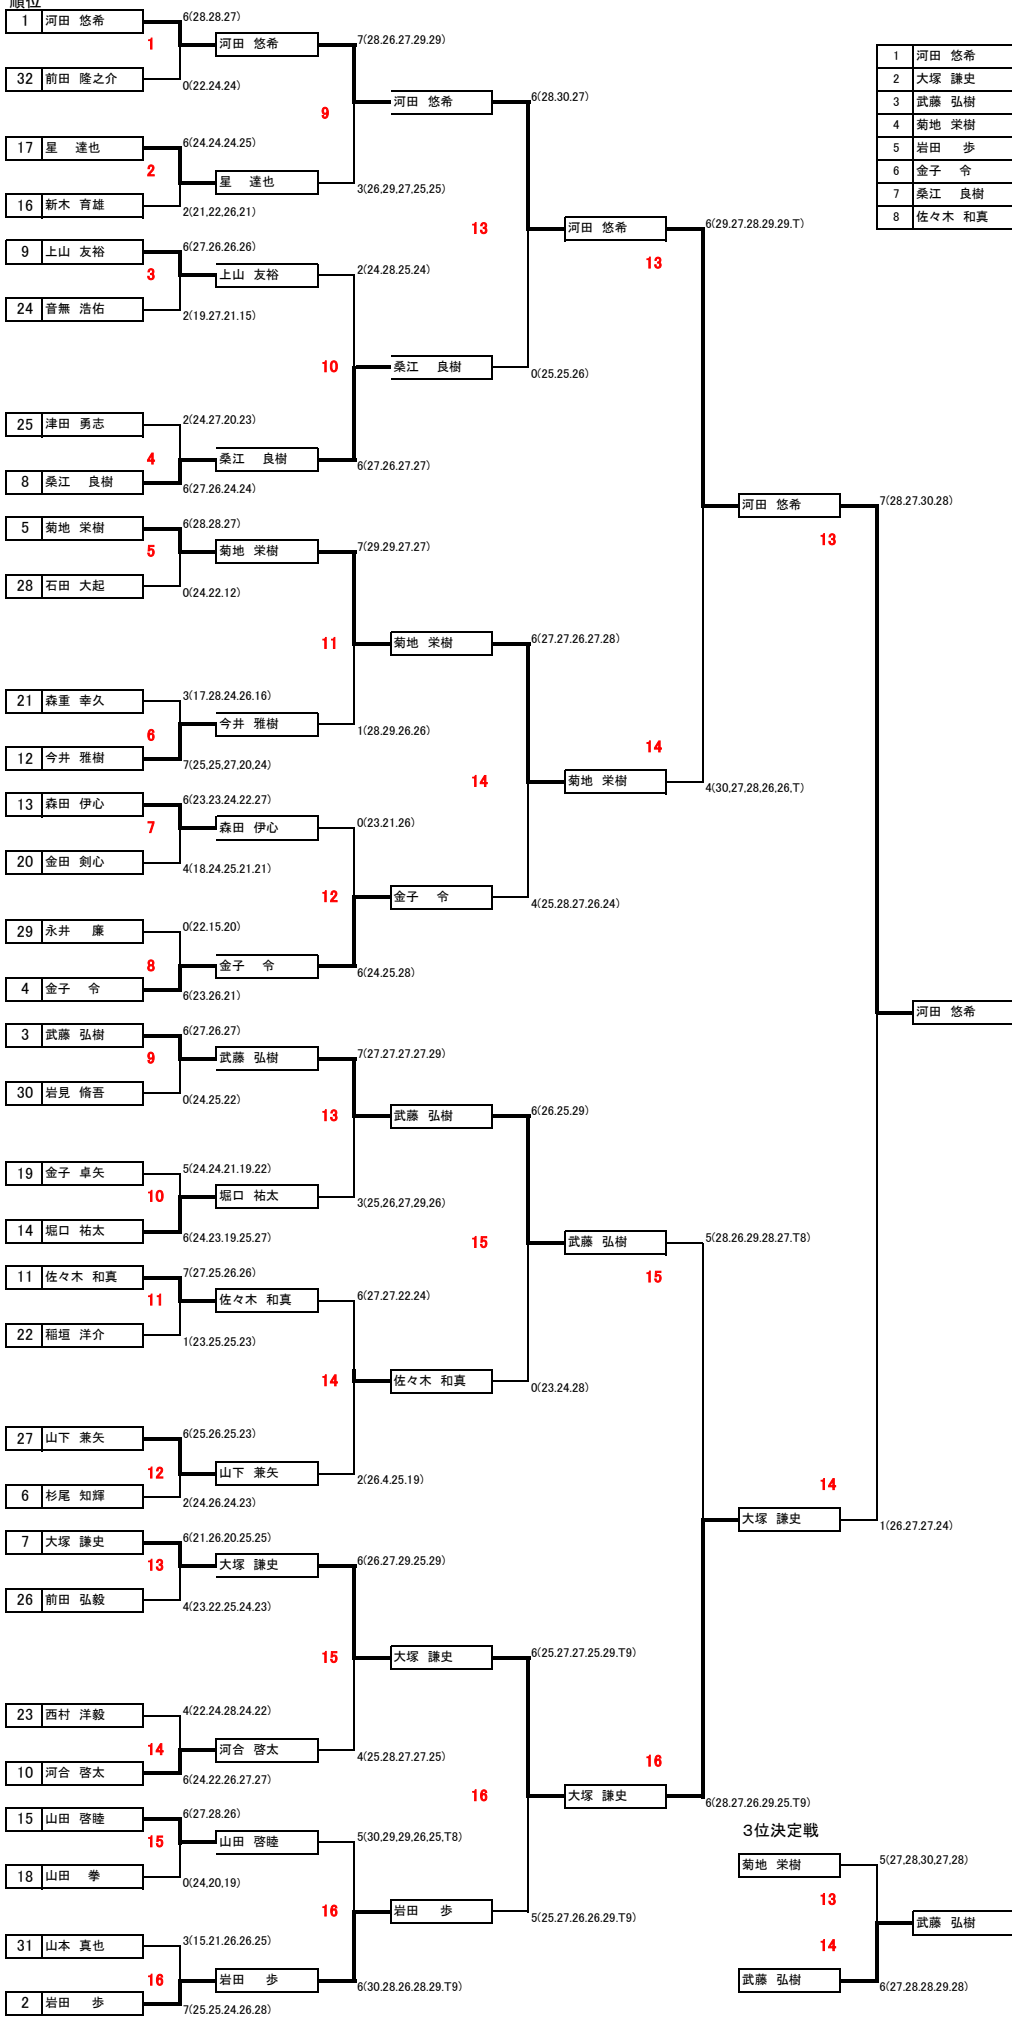 順位
1 河田 悠希 6(28.28.27)
1
河田 悠希 7(28.26.27.29.29)
32 前田 隆之介 0(22.24.24)
9
河田 悠希 6(28.30.27)
17 星 達也 6(24.24.24.25)
2
星 達也 3(26,29,27,25,25)
16 新木 育雄 2(21,22,26,21)
13
河田 悠希 6(29.27.28.29.29.T)
13
9 上山 友裕 6(27.26.26.26)
3
上山 友裕 2(24.28.25.24)
24 音無 浩佑 2(19.27.21.15)
10
桑江 良樹 0(25.25.26)
25 津田 勇志 2(24.27.20.23)
4
桑江 良樹 6(27.26.27.27)
8 桑江 良樹 6(27.26.24.24)
河田 悠希 7(28.27.30.28)
13
5 菊地 栄樹 6(28.28.27)
5
菊地 栄樹 7(29.29.27.27)
28 石田 大起 0(24.22.12)
11
菊地 栄樹 6(27.27.26.27.28)
21 森重 幸久 3(17.28.24.26.16)
6
今井 雅樹 1(28.29.26.26)
12 今井 雅樹 7(25,25,27,20,24)
14
14
菊地 栄樹 4(30,27,28,26,26,T)
13 森田 伊心 6(23.23.24.22.27)
7
森田 伊心 0(23.21.26)
20 金田 剣心 4(18.24.25.21.21)
12
金子 令 4(25.28.27.26.24)
29 永井 廉 0(22.15.20)
8
金子 令 6(24.25.28)
4 金子 令 6(23.26.21)
河田 悠希
3 武藤 弘樹 6(27.26.27)
9
武藤 弘樹 7(27.27.27.27.29)
30 岩見 脩吾 0(24.25.22)
13
武藤 弘樹 6(26.25.29)
19 金子 卓矢 5(24.24.21.19.22)
10
堀口 祐太 3(25,26,27,29,26)
14 堀口 祐太 6(24.23.19.25.27)
15
武藤 弘樹 5(28.26.29.28.27.T8)
15
11 佐々木 和真 7(27.25.26.26)
11
佐々木 和真 6(27.27.22.24)
22 稲垣 洋介 1(23.25.25.23)
14
佐々木 和真 0(23.24.28)
27 山下 兼矢 6(25.26.25.23)
12
山下 兼矢 2(26.4.25.19)
6 杉尾 知輝 2(24.26.24.23)
14
大塚 謙史 1(26.27.27.24)
7 大塚 謙史 6(21.26.20.25.25)
13
大塚 謙史 6(26.27.29.25.29)
26 前田 弘毅 4(23.22.25.24.23)
15
大塚 謙史 6(25.27.27.25.29.T9)
23 西村 洋毅 4(22.24.28.24.22)
14
河合 啓太 4(25.28.27.27.25)
10 河合 啓太 6(24.22.26.27.27)
16
16
大塚 謙史 6(28.27.26.29.25.T9)
15 山田 啓睦 6(27.28.26)
15
山田 啓睦 5(30,29,29,26,25,T8)
18 山田 拳 0(24,20,19)
16
岩田 歩 5(25.27.26.26.29.T9)
31 山本 真也 3(15.21.26.26.25)
16
岩田 歩 6(30.28.26.28.29.T9)
2 岩田 歩 7(25.25.24.26.28)
3位決定戦
菊地 栄樹 5(27,28,30,27,28)
13
武藤 弘樹
14
武藤 弘樹 6(27.28.28.29.28)
1 河田 悠希
2 大塚 謙史
3 武藤 弘樹
4 菊地 栄樹
5 岩田 歩
6 金子 令
7 桑江 良樹
8 佐々木 和真